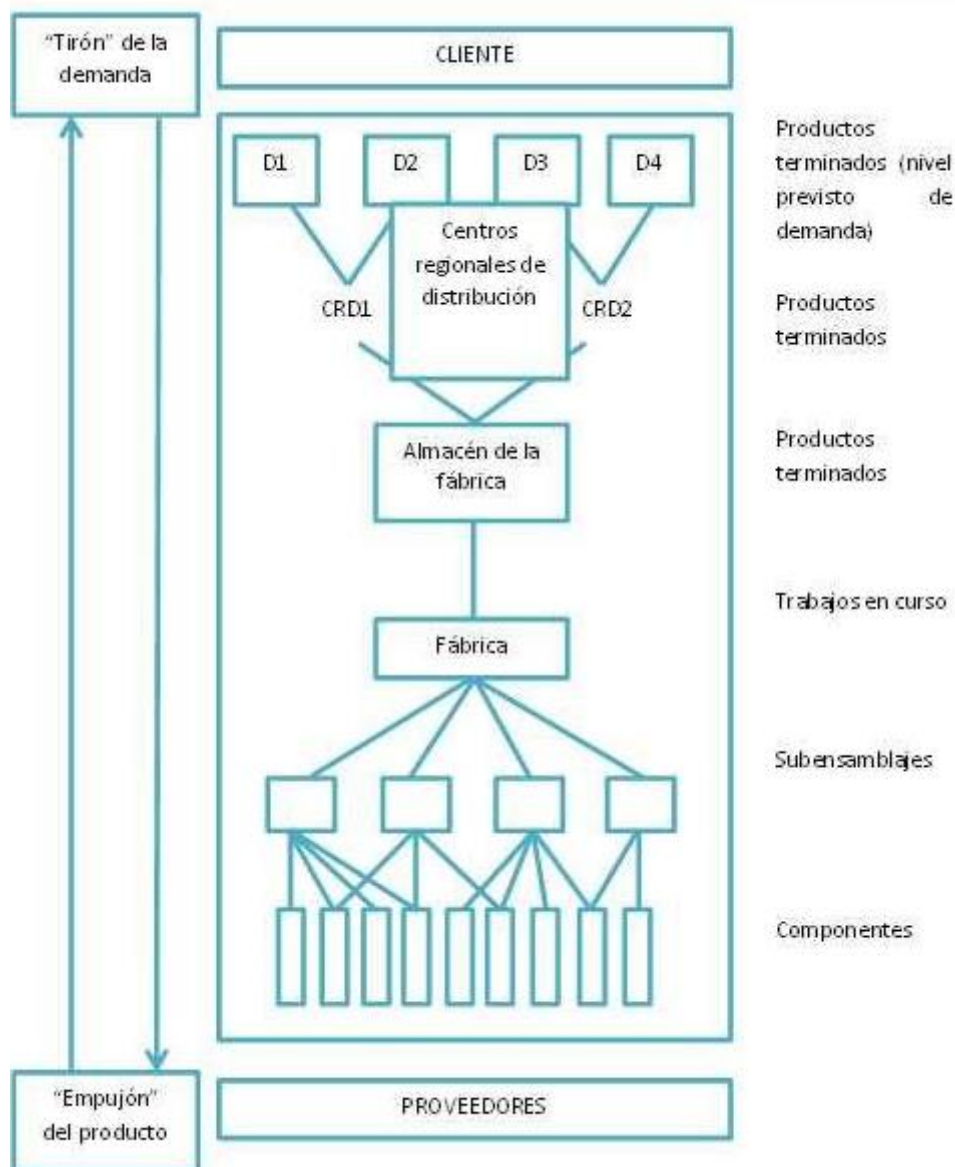 “Tirón” de la
demanda
CLIENTE
D1
D2
D3
D4
Productos
terminados (nivel
previsto de
demanda)
Centros
regionales de
distribución
CRD1
CRD2
Productos
terminados
Almacén de la
fábrica
Productos
terminados
Trabajos en curso
Fábrica
Subensamblajes
Componentes
“Empujón”
del producto
PROVEEDORES